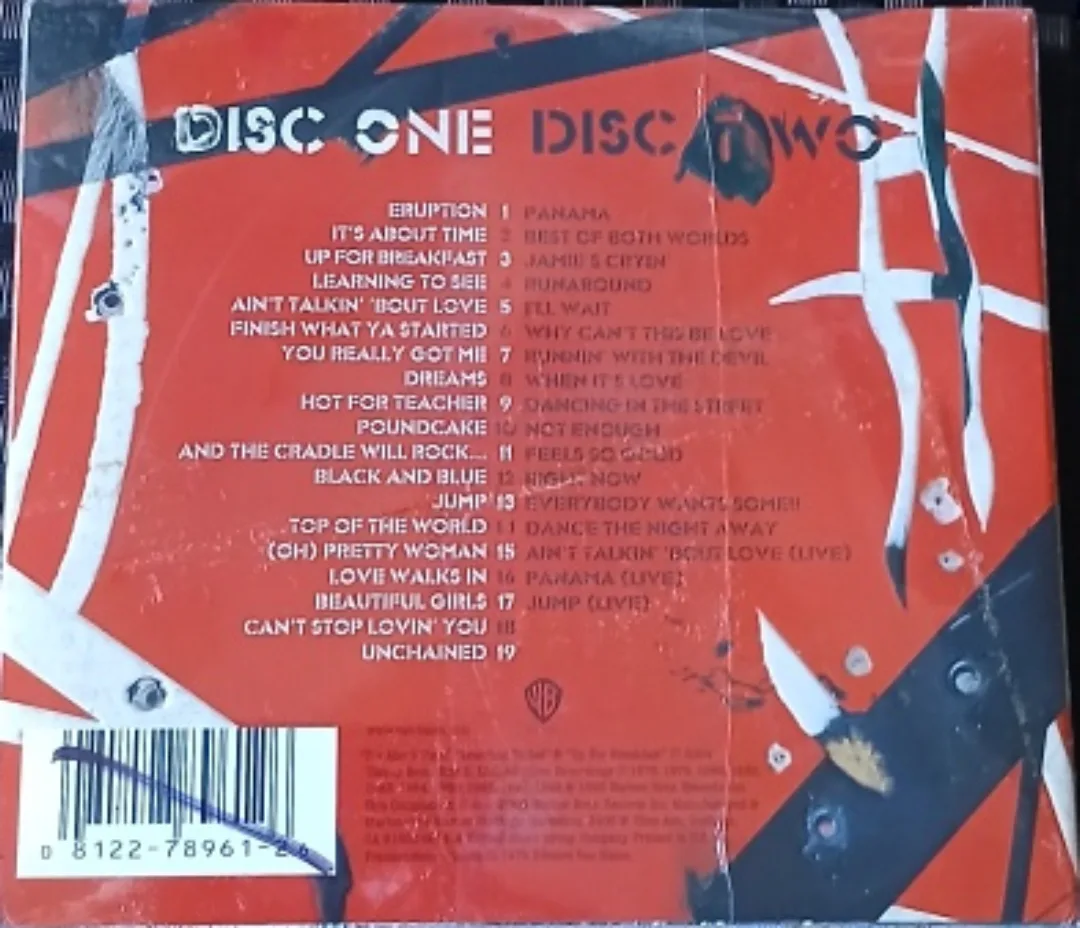 DISC ONE DISC TWO
ERUPTION 1 PANAMA
IT'S ABOUT TIME 2 BEST OF BOTH WORLDS
UP FOR BREAKFAST 3 JAMIE'S CRYIN'
LEARNING TO SEE 4 RUNAROUND
AIN'T TALKIN' 'BOUT LOVE 5 I'LL WAIT
FINISH WHAT YA STARTED 6 WHY CAN'T THIS BE LOVE
YOU REALLY GOT ME 7 RUNNIN' WITH THE DEVIL
DREAMS 8 WHEN IT'S LOVE
HOT FOR TEACHER 9 DANCING IN THE STREET
POUNDCAKE 10 NOT ENOUGH
AND THE CRADLE WILL ROCK... 11 FEELS SO GOOD
BLACK AND BLUE 12 RIGHT NOW
JUMP 13 EVERYBODY WANTS SOME!!
TOP OF THE WORLD 14 DANCE THE NIGHT AWAY
(OH) PRETTY WOMAN 15 AIN'T TALKIN' 'BOUT LOVE (LIVE)
LOVE WALKS IN 16 PANAMA (LIVE)
BEAUTIFUL GIRLS 17 JUMP (LIVE)
CAN'T STOP LOVIN' YOU 18
UNCHAINED 19
WB
0 8122-78961-2 6